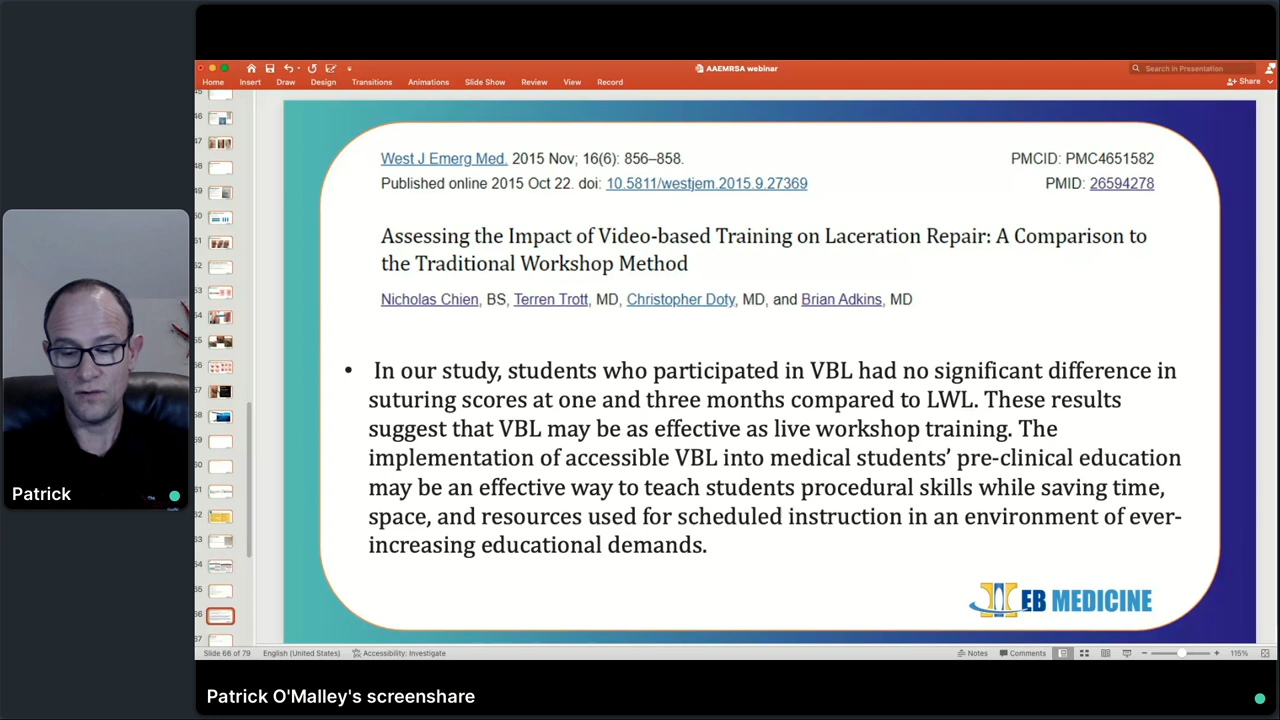 AAEMRSA webinar
Search in Presentation
Home Insert Draw Design Transitions Animations Slide Show Review View Record
Share
West J Emerg Med. 2015 Nov; 16(6): 856–858.
PMCID: PMC4651582
Published online 2015 Oct 22. doi: 10.5811/westjem.2015.9.27369
PMID: 26594278
Assessing the Impact of Video-based Training on Laceration Repair: A Comparison to
the Traditional Workshop Method
Nicholas Chien, BS, Terren Trott, MD, Christopher Doty, MD, and Brian Adkins, MD
• In our study, students who participated in VBL had no significant difference in
suturing scores at one and three months compared to LWL. These results
suggest that VBL may be as effective as live workshop training. The
implementation of accessible VBL into medical students’ pre-clinical education
may be an effective way to teach students procedural skills while saving time,
space, and resources used for scheduled instruction in an environment of ever-
increasing educational demands.
EB MEDICINE
Patrick
Slide 66 of 79 English (United States) Accessibility: Investigate
Notes Comments 115%
Patrick O'Malley's screenshare